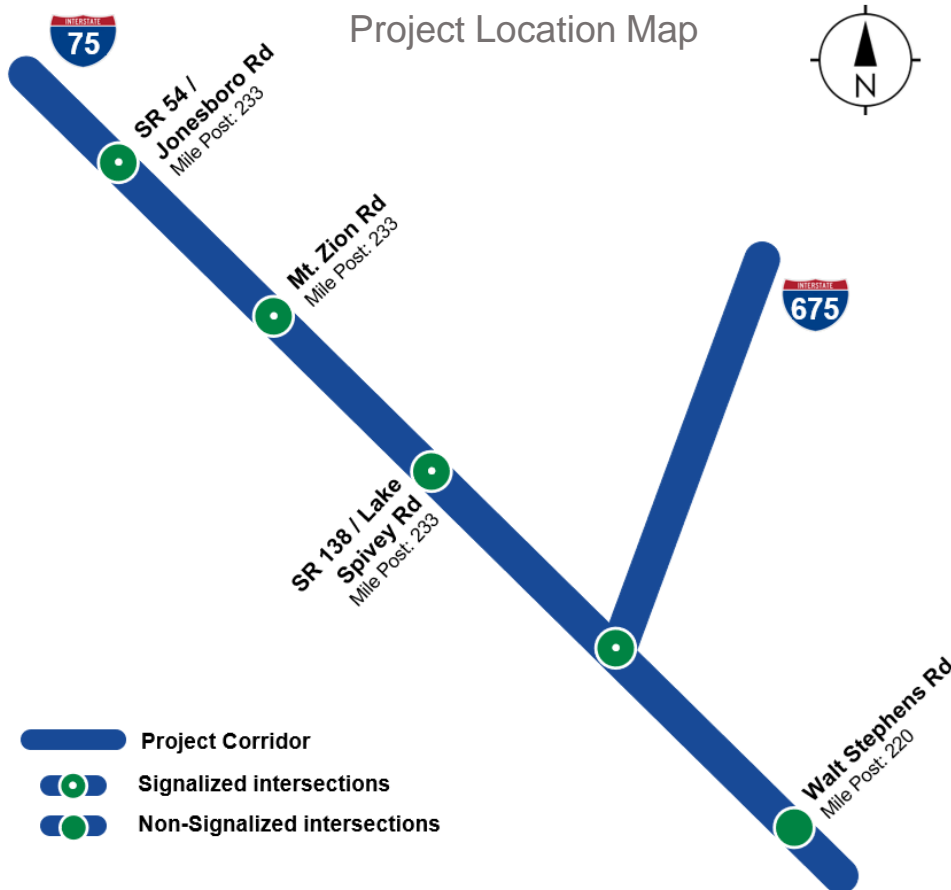 Project Location Map
INTERSTATE
75
N
SR 54 /
Jonesboro Rd
Mile Post: 233
Mt. Zion Rd
Mile Post: 233
INTERSTATE
675
SR 138 / Lake
Spivey Rd
Mile Post: 233
Walt Stephens Rd
Mile Post: 220
Project Corridor
Signalized intersections
Non-Signalized intersections